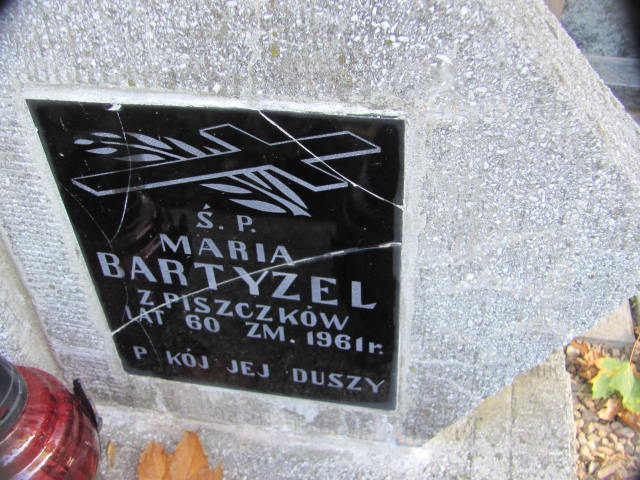 Ś. P.
MARIA
BARTYZEL
Z PISZCZKÓW
LAT 60 ZM. 1961 r.
P KÓJ JEJ DUSZY